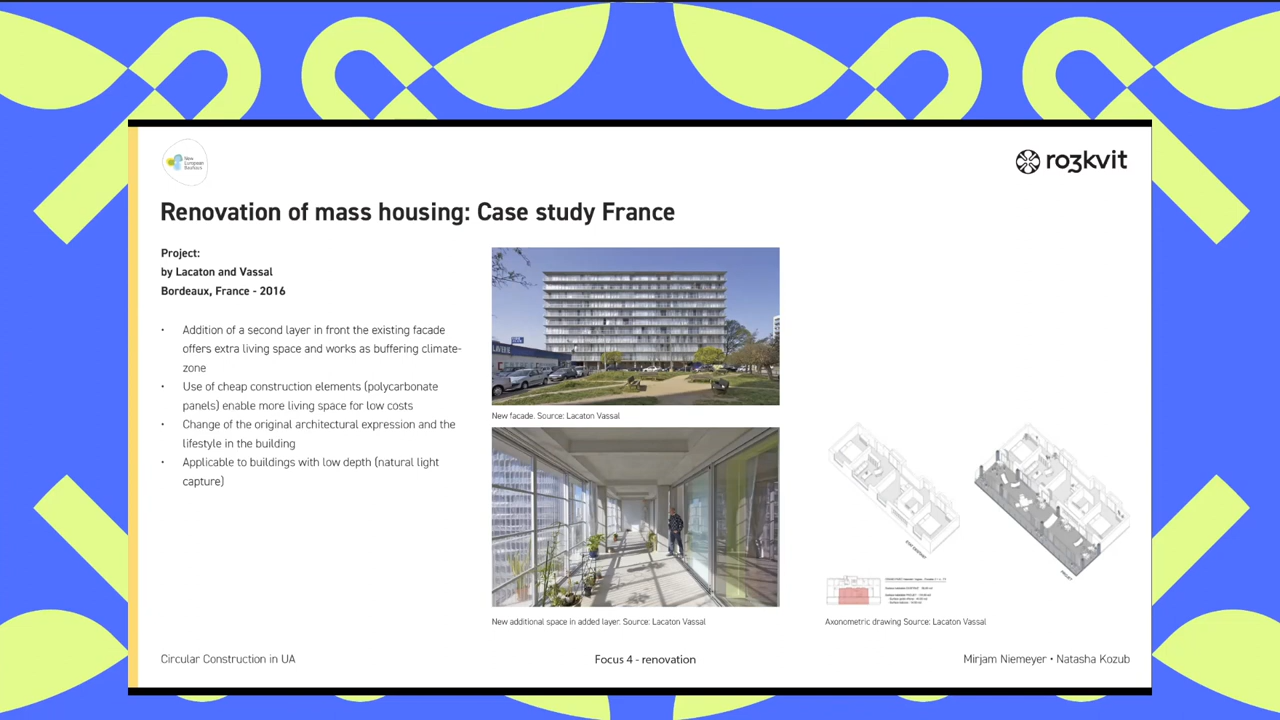 New
European
Bauhaus
ro3kvit
Renovation of mass housing: Case study France
Project:
by Lacaton and Vassal
Bordeaux, France - 2016
• Addition of a second layer in front the existing facade
offers extra living space and works as buffering climate-
zone
• Use of cheap construction elements (polycarbonate
panels) enable more living space for low costs
• Change of the original architectural expression and the
lifestyle in the building
• Applicable to buildings with low depth (natural light
capture)
New facade. Source: Lacaton Vassal
New additional space in added layer. Source: Lacaton Vassal
PROJET
Axonometric drawing Source: Lacaton Vassal
Circular Construction in UA
Focus 4 - renovation
Mirjam Niemeyer • Natasha Kozub